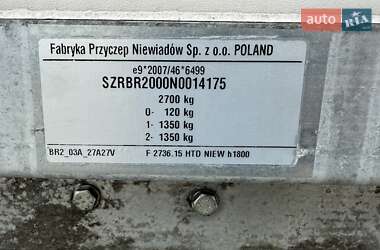 auto RIA
Fabryka Przyczep Niewiadów Sp. z o.o. POLAND
e9*2007/46*6499
SZRBR2000N0014175
2700 kg
0- 120 kg
1- 1350 kg
2- 1350 kg
BR2_03A_27A27V F 2736.15 HTD NIEW h1800